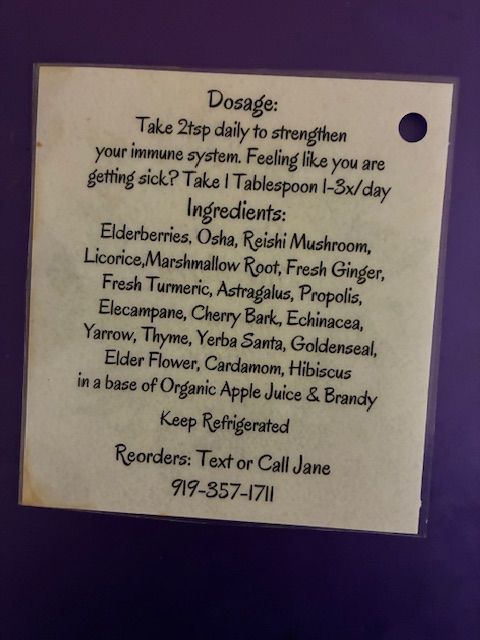 Dosage:
Take 2tsp daily to strengthen
your immune system. Feeling like you are
getting sick? Take 1 Tablespoon 1-3x/day
Ingredients:
Elderberries, Osha, Reishi Mushroom,
Licorice,Marshmallow Root, Fresh Ginger,
Fresh Turmeric, Astragalus, Propolis,
Elecampane, Cherry Bark, Echinacea,
Yarrow, Thyme, Yerba Santa, Goldenseal,
Elder Flower, Cardamom, Hibiscus
in a base of Organic Apple Juice & Brandy
Keep Refrigerated
Reorders: Text or Call Jane
919-357-1711